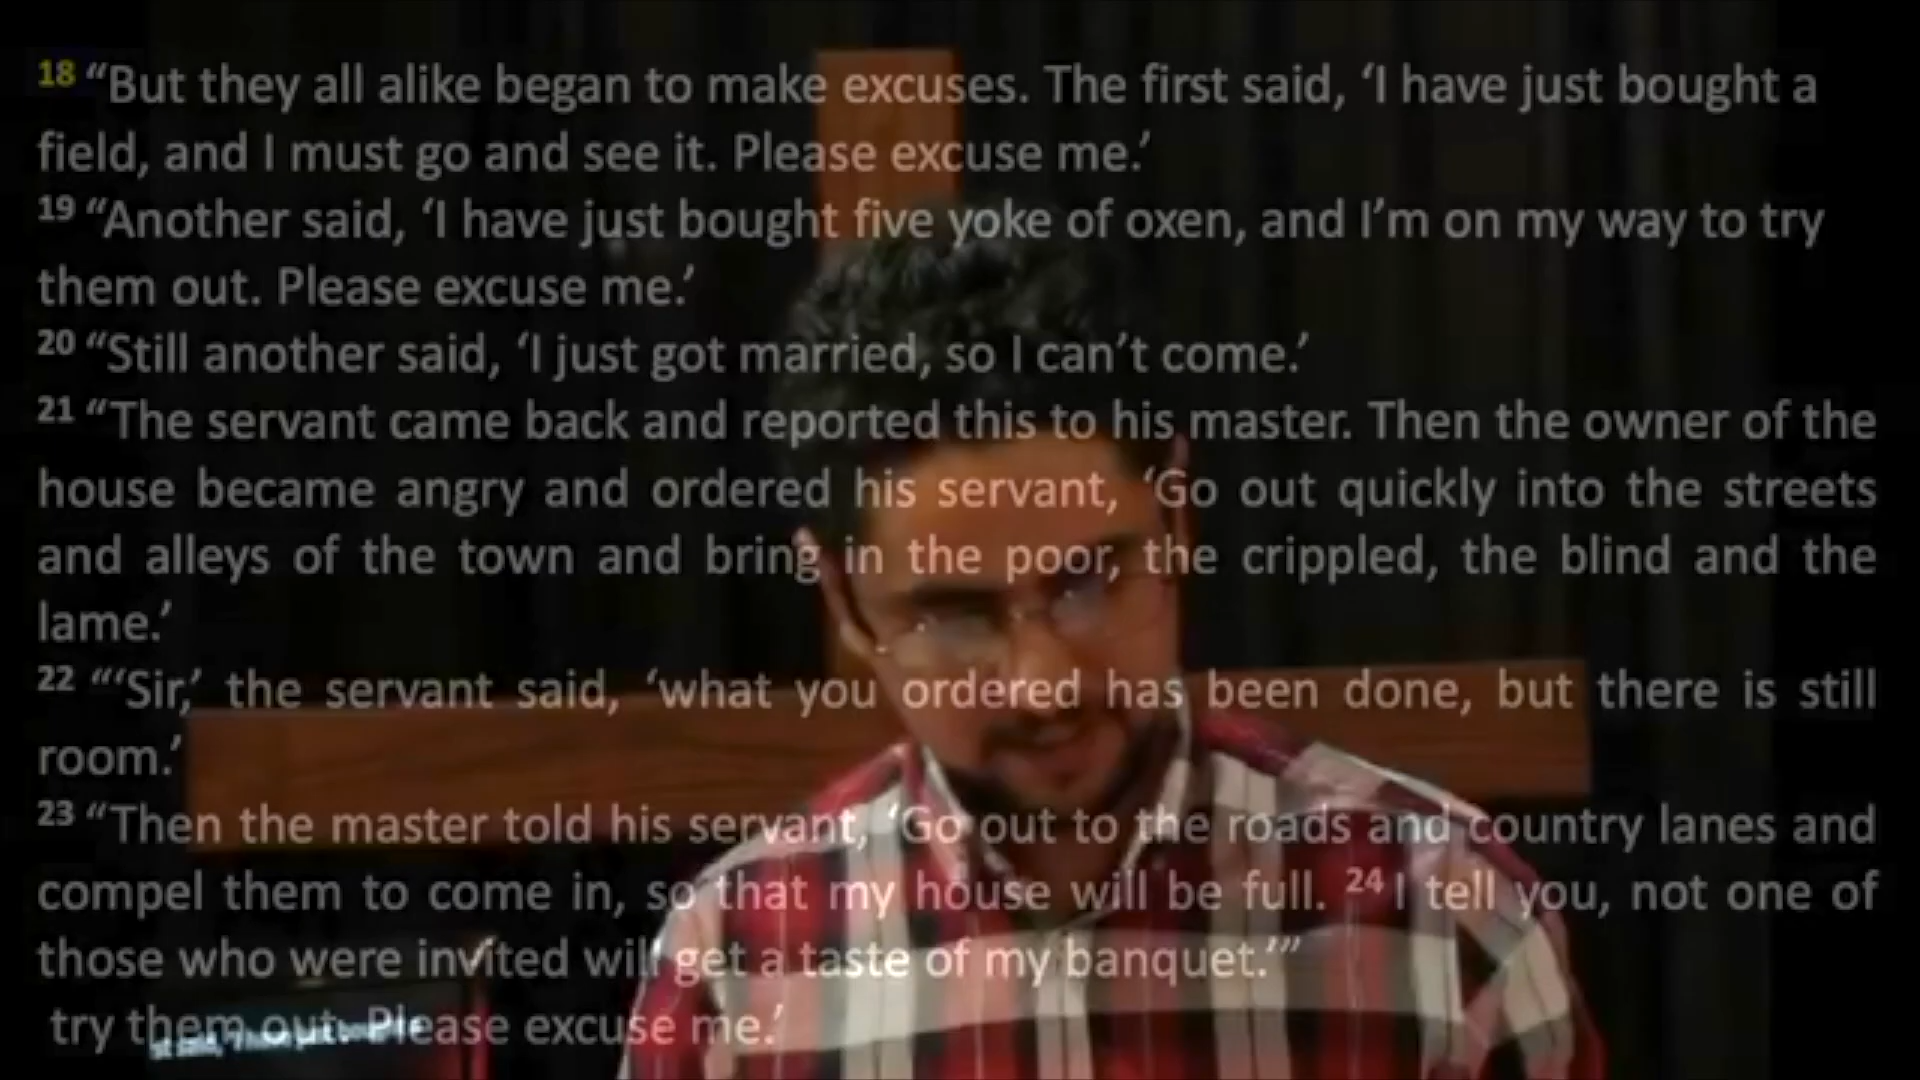 18 “But they all alike began to make excuses. The first said, ‘I have just bought a
field, and I must go and see it. Please excuse me.’
19 “Another said, ‘I have just bought five yoke of oxen, and I’m on my way to try
them out. Please excuse me.’
20 “Still another said, ‘I just got married, so I can’t come.’
21 “The servant came back and reported this to his master. Then the owner of the
house became angry and ordered his servant, ‘Go out quickly into the streets
and alleys of the town and bring in the poor, the crippled, the blind and the
lame.’
22 “‘Sir,’ the servant said, ‘what you ordered has been done, but there is still
room.’
23 “Then the master told his servant, ‘Go out to the roads and country lanes and
compel them to come in, so that my house will be full. 24 I tell you, not one of
those who were invited will get a taste of my banquet.’”
try them out. Please excuse me.’